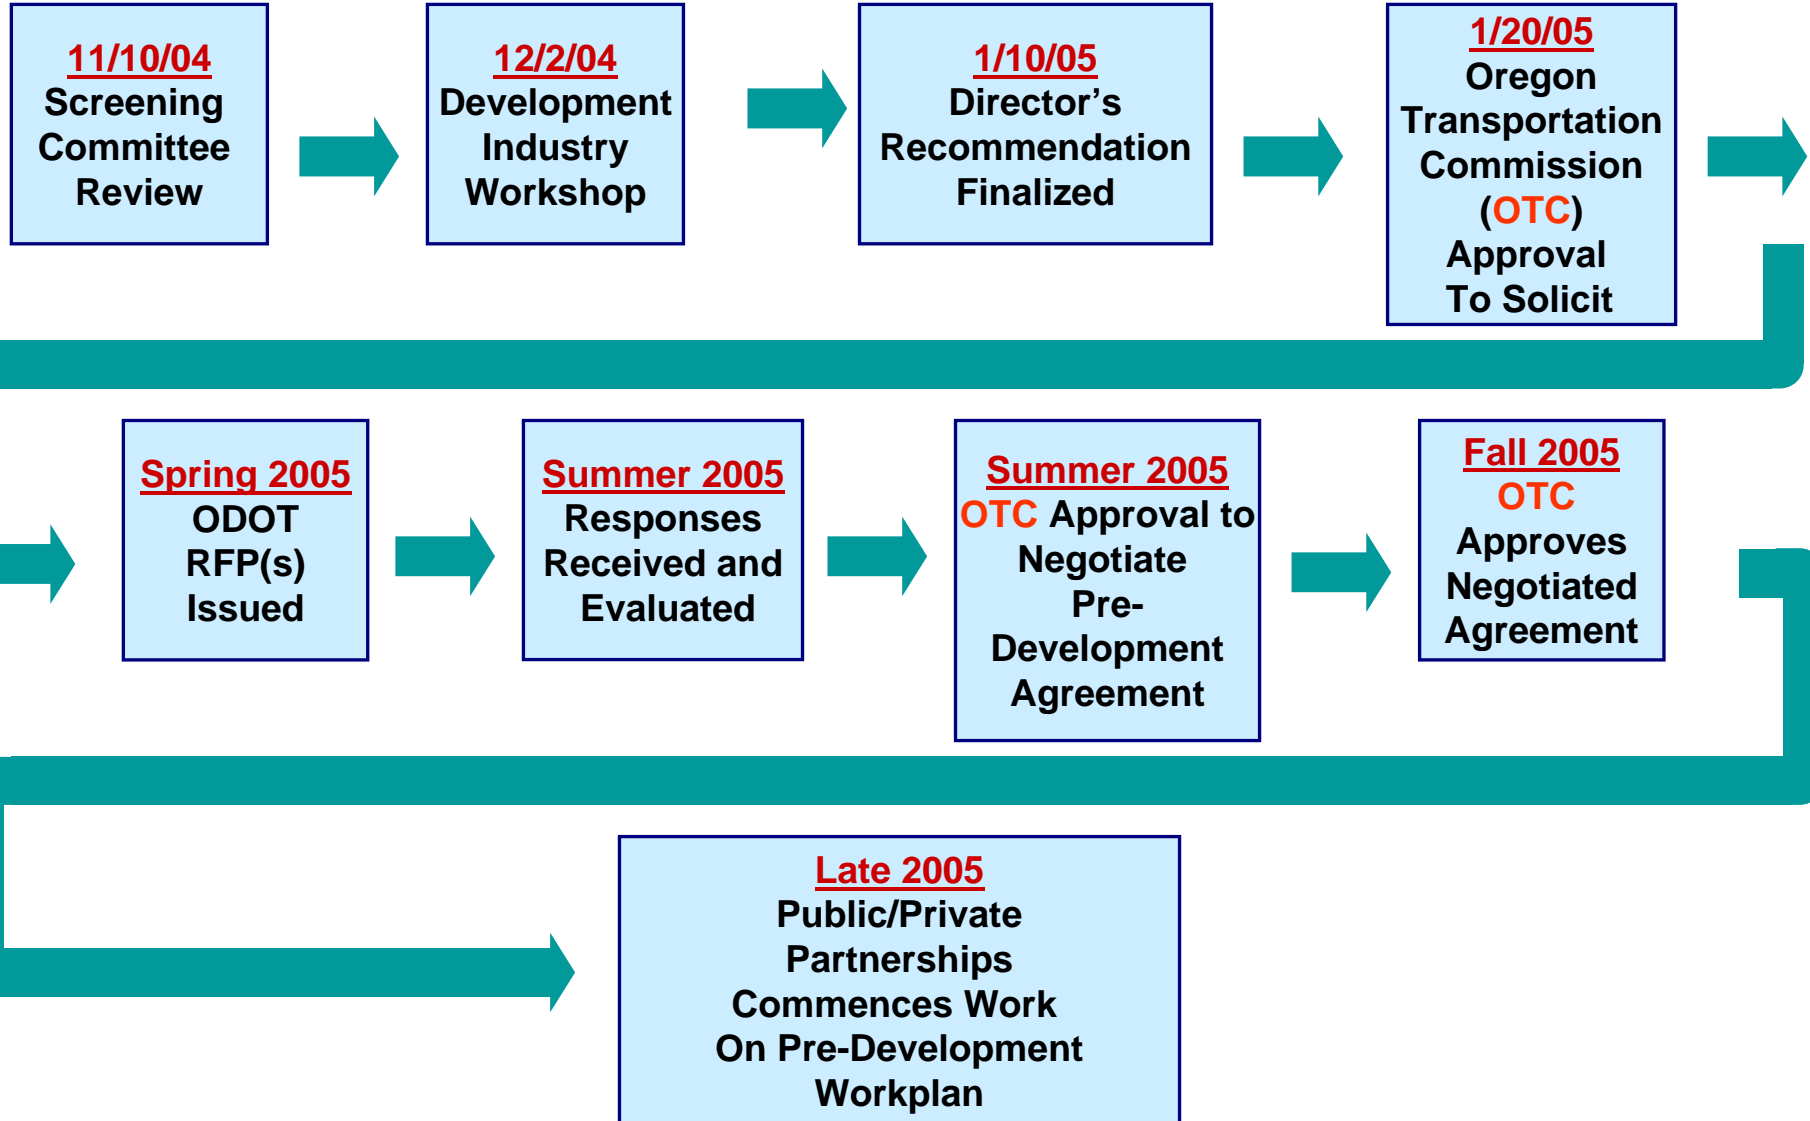 11/10/04
Screening
Committee
Review
12/2/04
Development
Industry
Workshop
1/10/05
Director’s
Recommendation
Finalized
1/20/05
Oregon
Transportation
Commission
(OTC)
Approval
To Solicit
Spring 2005
ODOT
RFP(s)
Issued
Summer 2005
Responses
Received and
Evaluated
Summer 2005
OTC Approval to
Negotiate
Pre-
Development
Agreement
Fall 2005
OTC
Approves
Negotiated
Agreement
Late 2005
Public/Private
Partnerships
Commences Work
On Pre-Development
Workplan